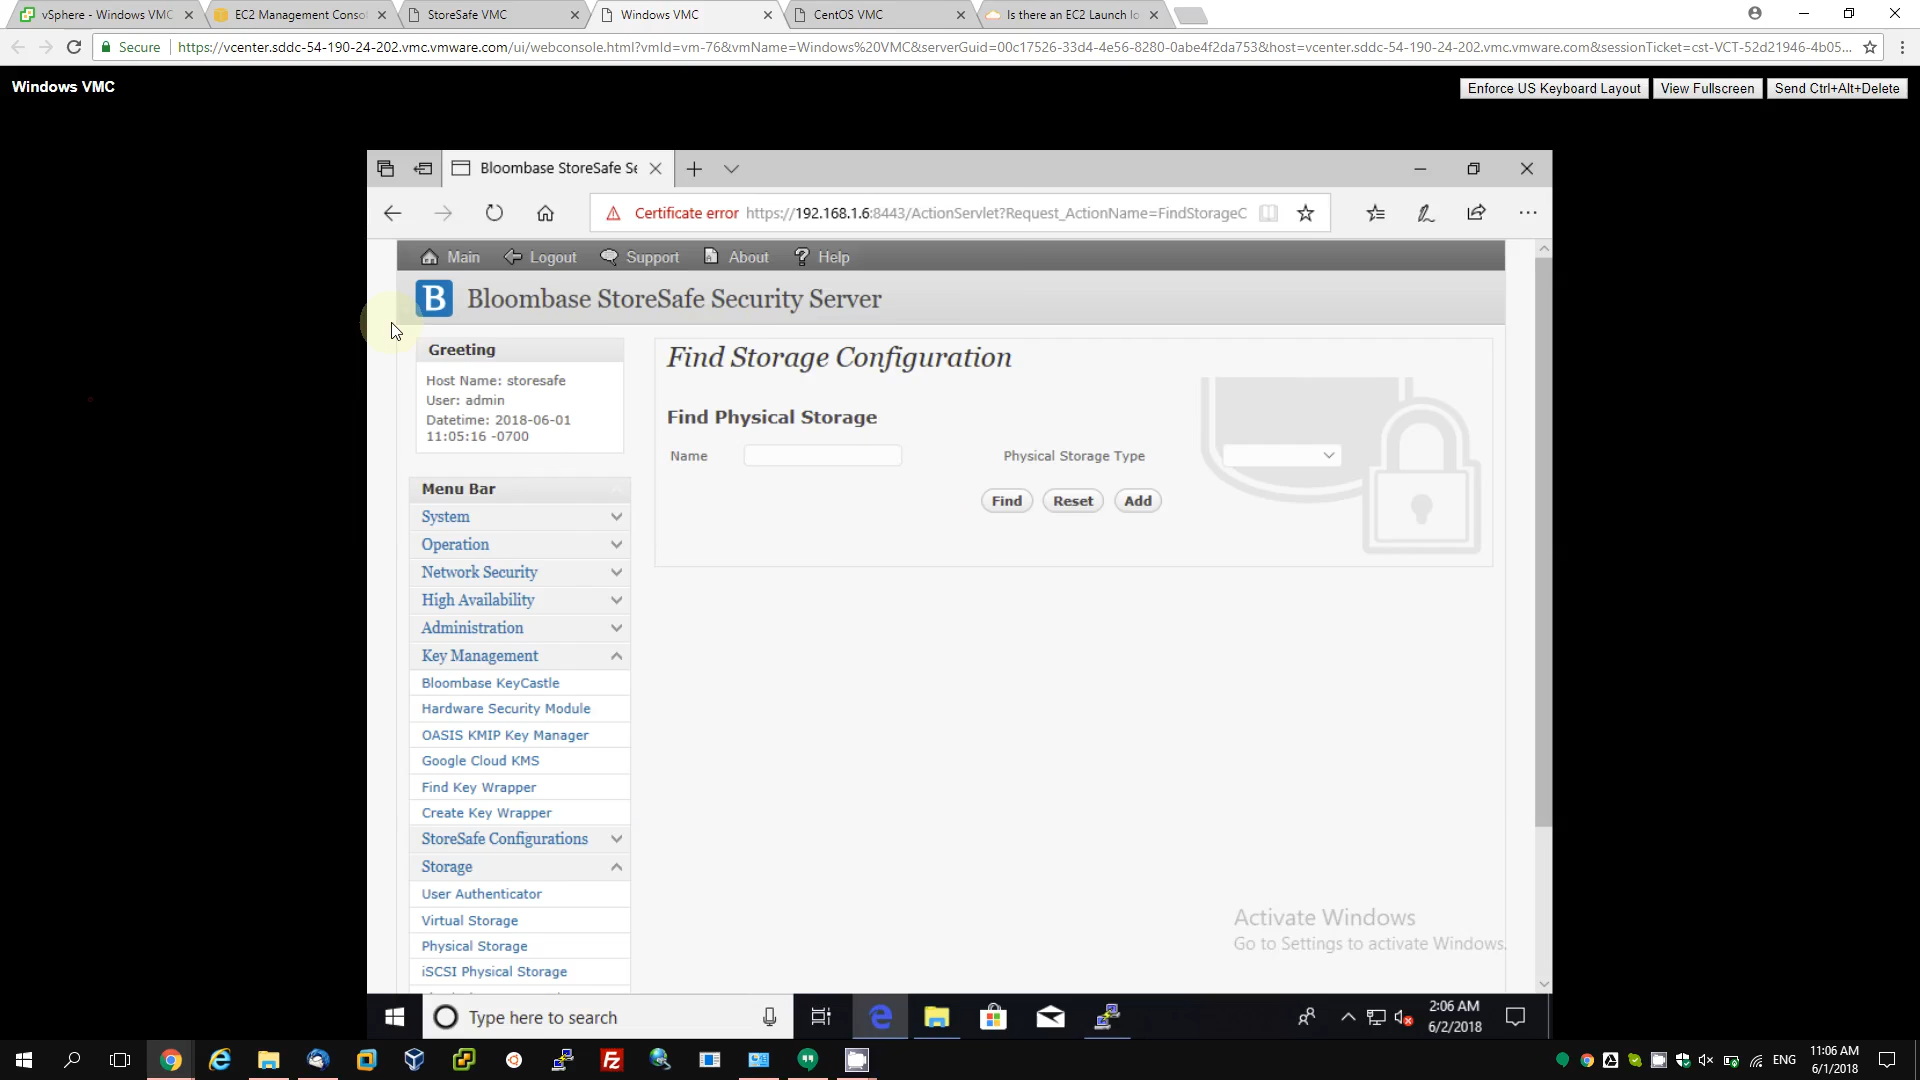 vSphere - Windows VMC
EC2 Management Consol
StoreSafe VMC
Windows VMC
CentOS VMC
Is there an EC2 Launch lo
Secure
https://vcenter.sddc-54-190-24-202.vmc.vmware.com/ui/webconsole.html?vmId=vm-76&vmName=Windows%20VMC&serverGuid=00c17526-33d4-4e56-8280-0abe4f2da753&host=vcenter.sddc-54-190-24-202.vmc.vmware.com&sessionTicket=cst-VCT-52d21946-4b05...
Windows VMC
Enforce US Keyboard Layout
View Fullscreen
Send Ctrl+Alt+Delete
Bloombase StoreSafe Se
Certificate error
https://192.168.1.6:8443/ActionServlet?Request_ActionName=FindStorageC
Main
Logout
Support
About
Help
B
Bloombase StoreSafe Security Server
Greeting
Host Name: storesafe
User: admin
Datetime: 2018-06-01
11:05:16 -0700
Find Storage Configuration
Find Physical Storage
Name
Physical Storage Type
Find
Reset
Add
Menu Bar
System
Operation
Network Security
High Availability
Administration
Key Management
Bloombase KeyCastle
Hardware Security Module
OASIS KMIP Key Manager
Google Cloud KMS
Find Key Wrapper
Create Key Wrapper
StoreSafe Configurations
Storage
User Authenticator
Virtual Storage
Physical Storage
iSCSI Physical Storage
Activate Windows
Go to Settings to activate Windows.
Type here to search
2:06 AM
6/2/2018
ENG
11:06 AM
6/1/2018